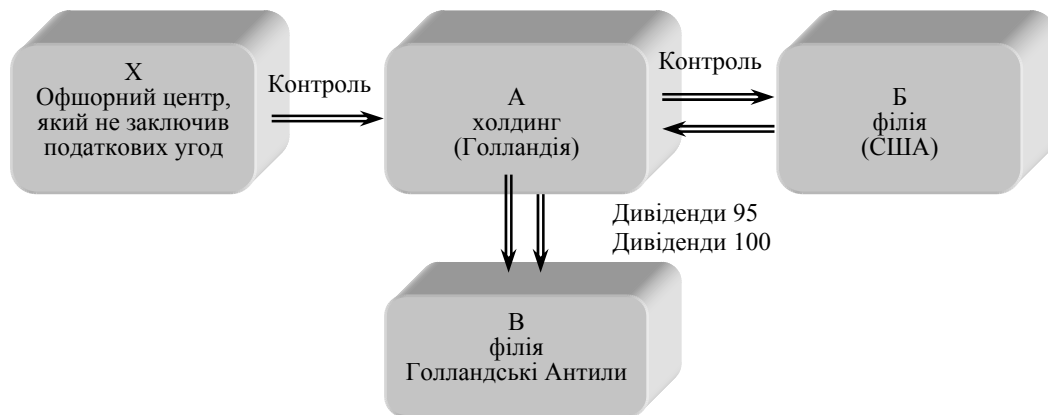 Х
Офшорний центр,
який не заключив
податкових угод
Контроль
А
холдинг
(Голландія)
Контроль
Б
філія
(США)
Дивіденди 95
Дивіденди 100
В
філія
Голландські Антили